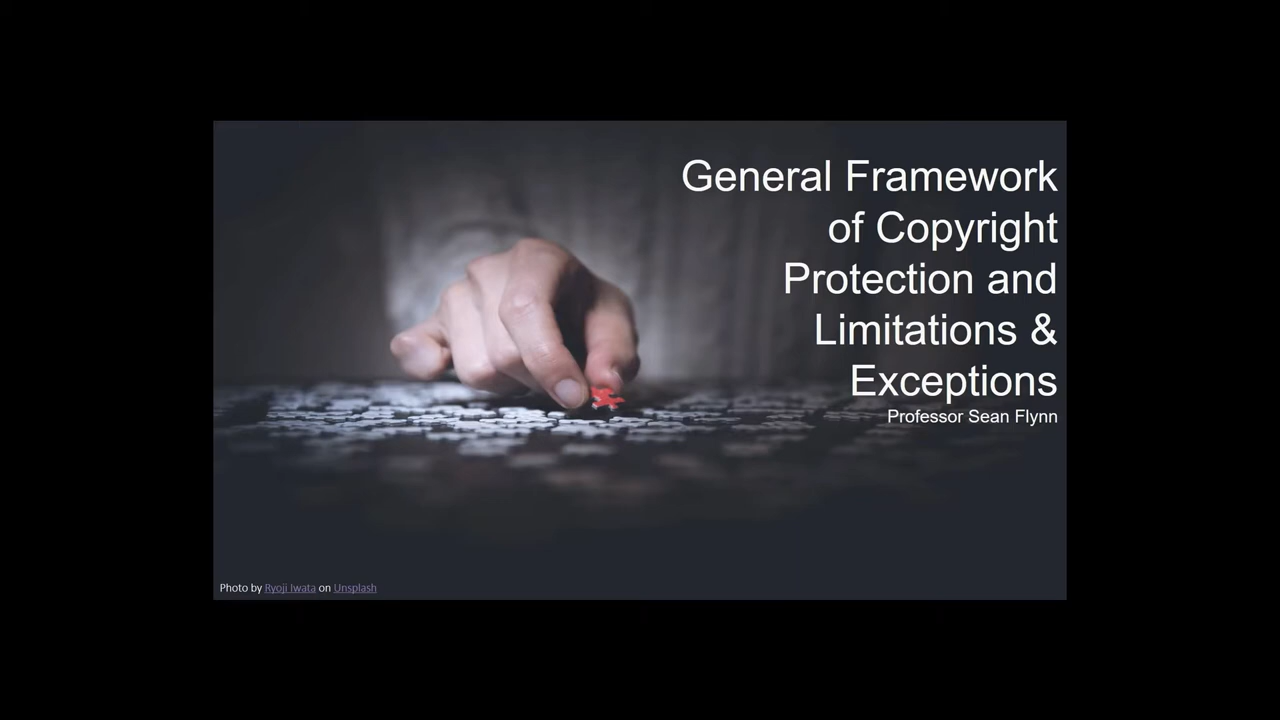 General Framework
of Copyright
Protection and
Limitations &
Exceptions
Professor Sean Flynn
Photo by Ryoji Iwata on Unsplash